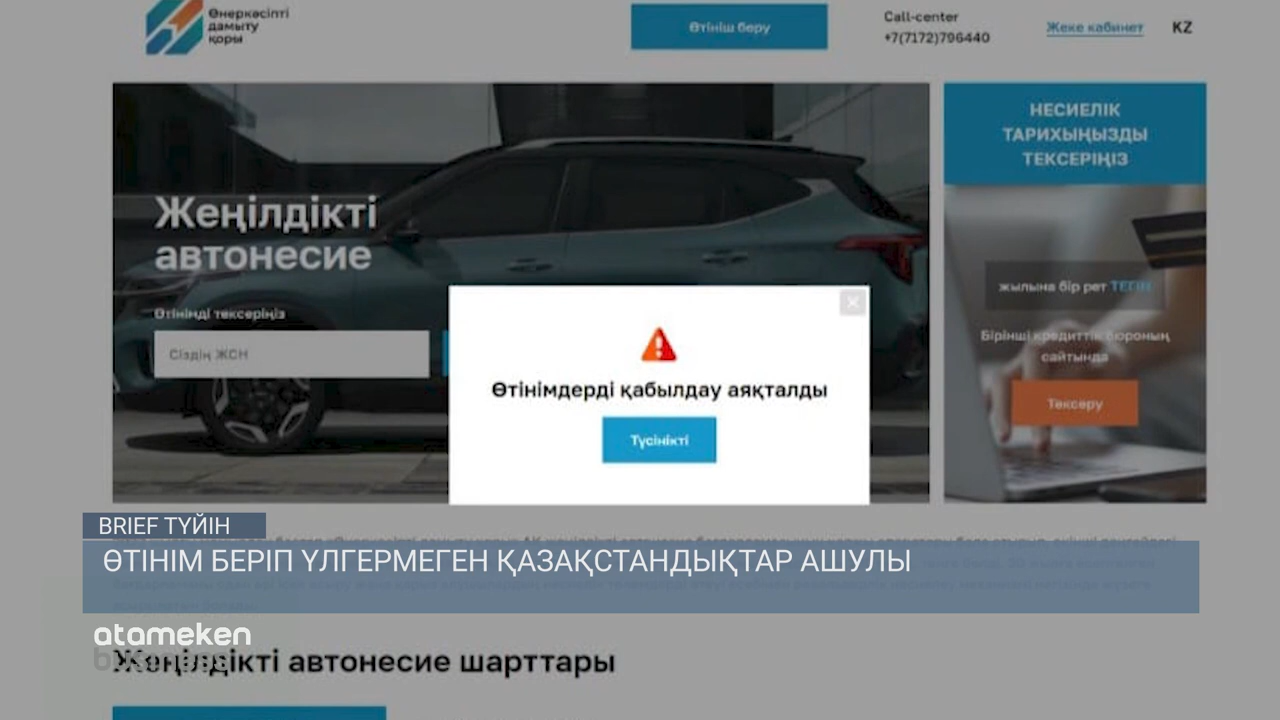 Өнеркәсіпті
дамыту
қоры
Өтініш беру
Call-center
+7(7172)796440
Жеке кабинет
KZ
Жеңілдікті
автонесие
Өтінімді тексеріңіз
Сіздің ЖСН
НЕСИЕЛІК
ТАРИХЫҢЫЗДЫ
ТЕКСЕРІҢІЗ
жылына бір рет ТЕГІН
Бірінші кредиттік бюроның
сайтында
Тексеру
Өтінімдерді қабылдау аяқталды
Түсінікті
BRIEF ТҮЙІН
ӨТІНІМ БЕРІП ҮЛГЕРМЕГЕН ҚАЗАҚСТАНДЫҚТАР АШУЛЫ
atameken
business
Жеңілдікті автонесие шарттары